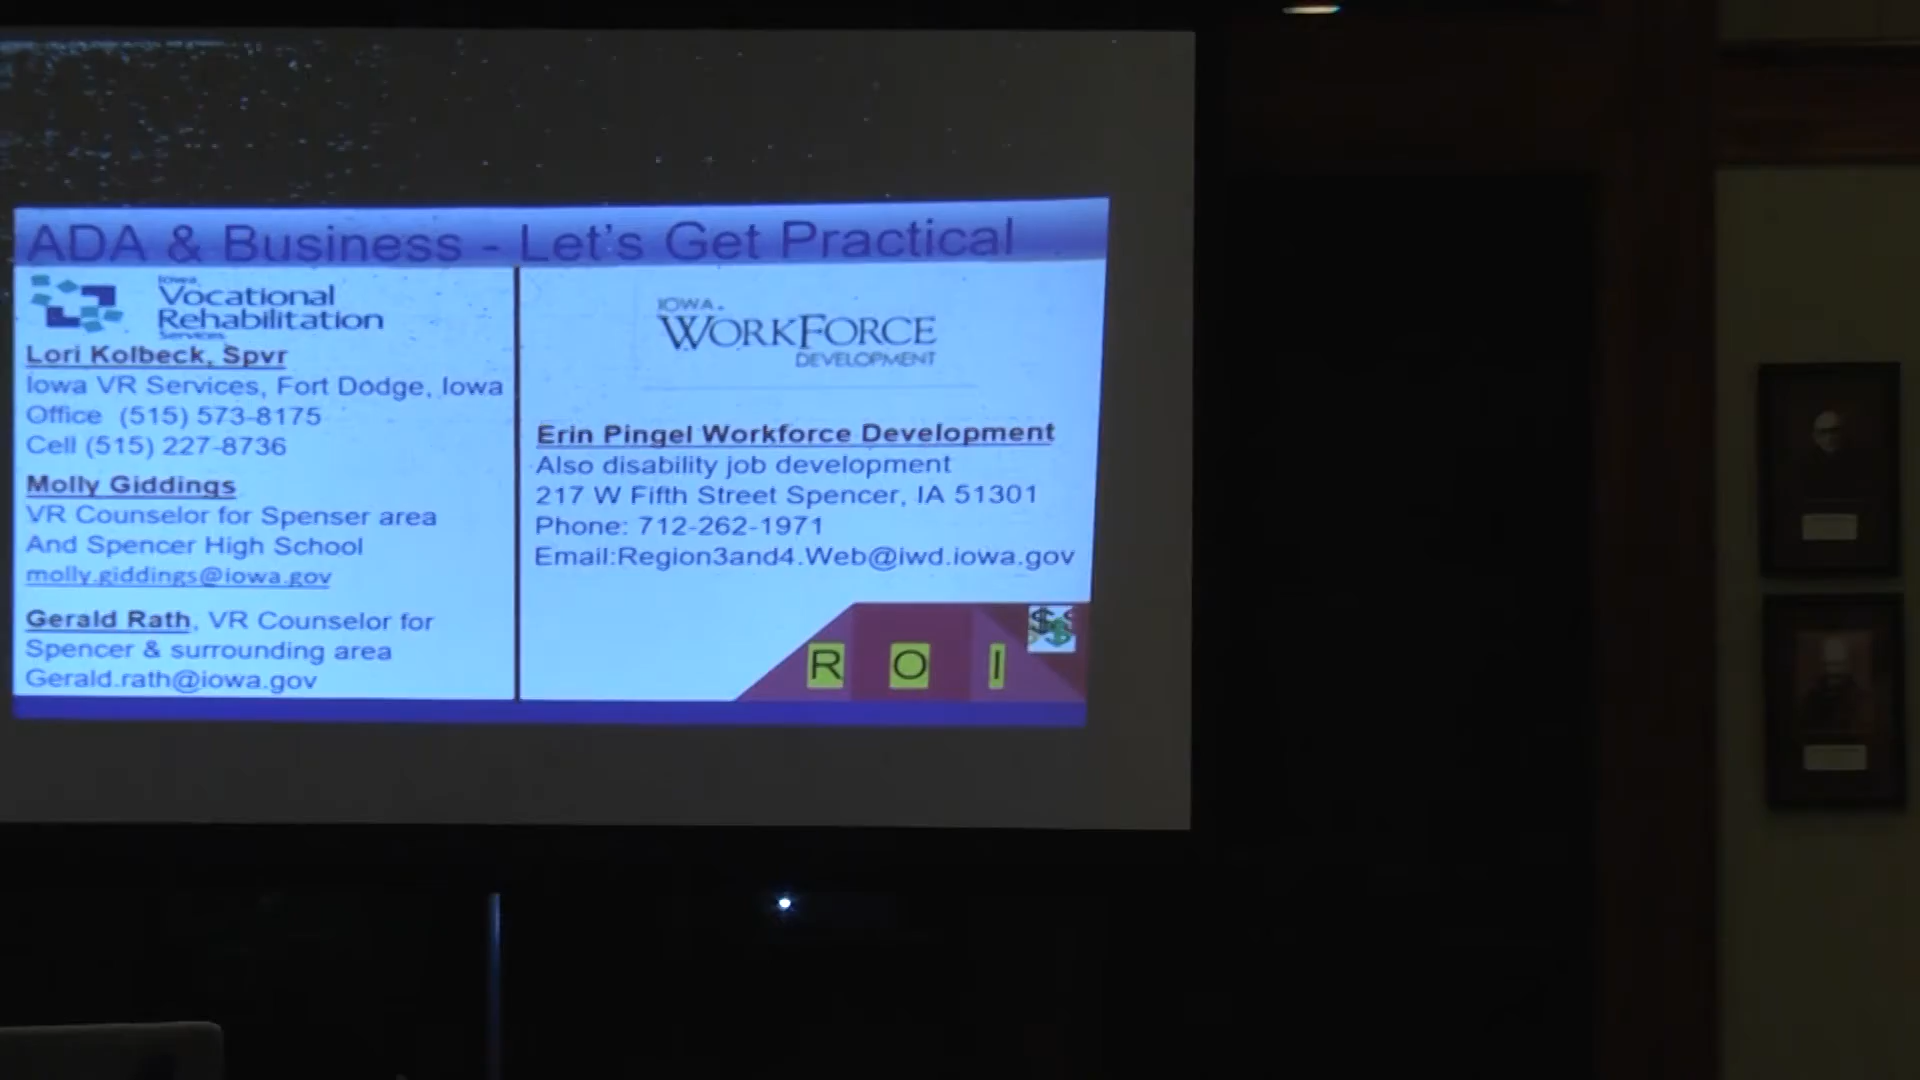 ADA & Business - Let's Get Practical
Iowa
Vocational
Rehabilitation
Services
Lori Kolbeck, Spvr
Iowa VR Services, Fort Dodge, Iowa
Office (515) 573-8175
Cell (515) 227-8736
Molly Giddings
VR Counselor for Spenser area
And Spencer High School
molly.giddings@iowa.gov
Gerald Rath, VR Counselor for
Spencer & surrounding area
Gerald.rath@iowa.gov
IOWA
WORKFORCE
DEVELOPMENT
Erin Pingel Workforce Development
Also disability job development
217 W Fifth Street Spencer, IA 51301
Phone: 712-262-1971
Email:Region3and4.Web@iwd.iowa.gov
$$$
R O I